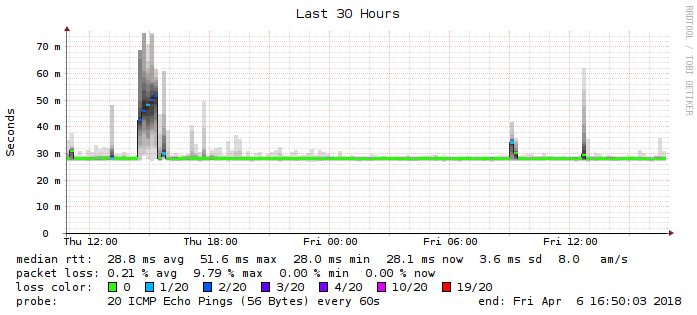 Last 30 Hours
RRDTOOL / TOBI OETIKER
Seconds
70 m
60 m
50 m
40 m
30 m
20 m
10 m
0
Thu 12:00 Thu 18:00 Fri 00:00 Fri 06:00 Fri 12:00
median rtt: 28.8 ms avg 51.6 ms max 28.0 ms min 28.1 ms now 3.6 ms sd 8.0 am/s
packet loss: 0.21 % avg 9.79 % max 0.00 % min 0.00 % now
loss color: 0 1/20 2/20 3/20 4/20 10/20 19/20
probe: 20 ICMP Echo Pings (56 Bytes) every 60s end: Fri Apr 6 16:50:03 2018